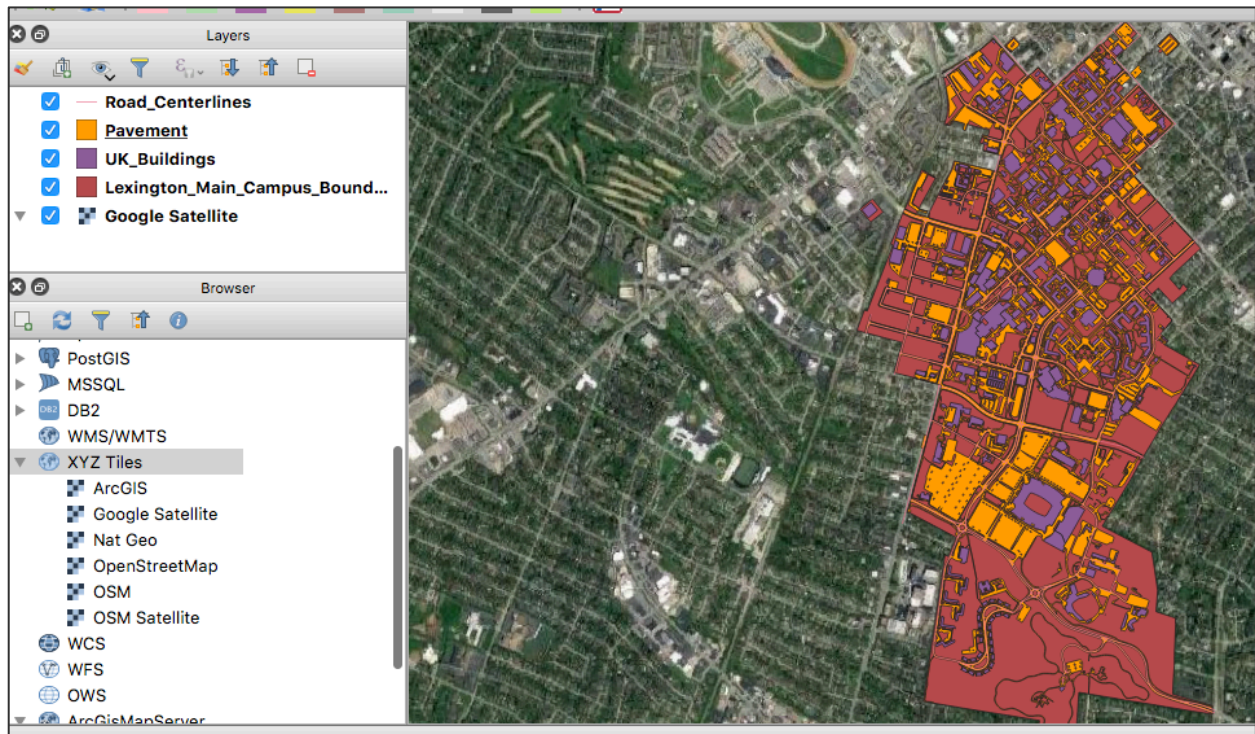 Layers
Road_Centerlines
Pavement
UK_Buildings
Lexington_Main_Campus_Bound...
Google Satellite
Browser
PostGIS
MSSQL
DB2
DB2
WMS/WMTS
XYZ Tiles
ArcGIS
Google Satellite
Nat Geo
OpenStreetMap
OSM
OSM Satellite
WCS
WFS
OWS
ArcGisMapServer